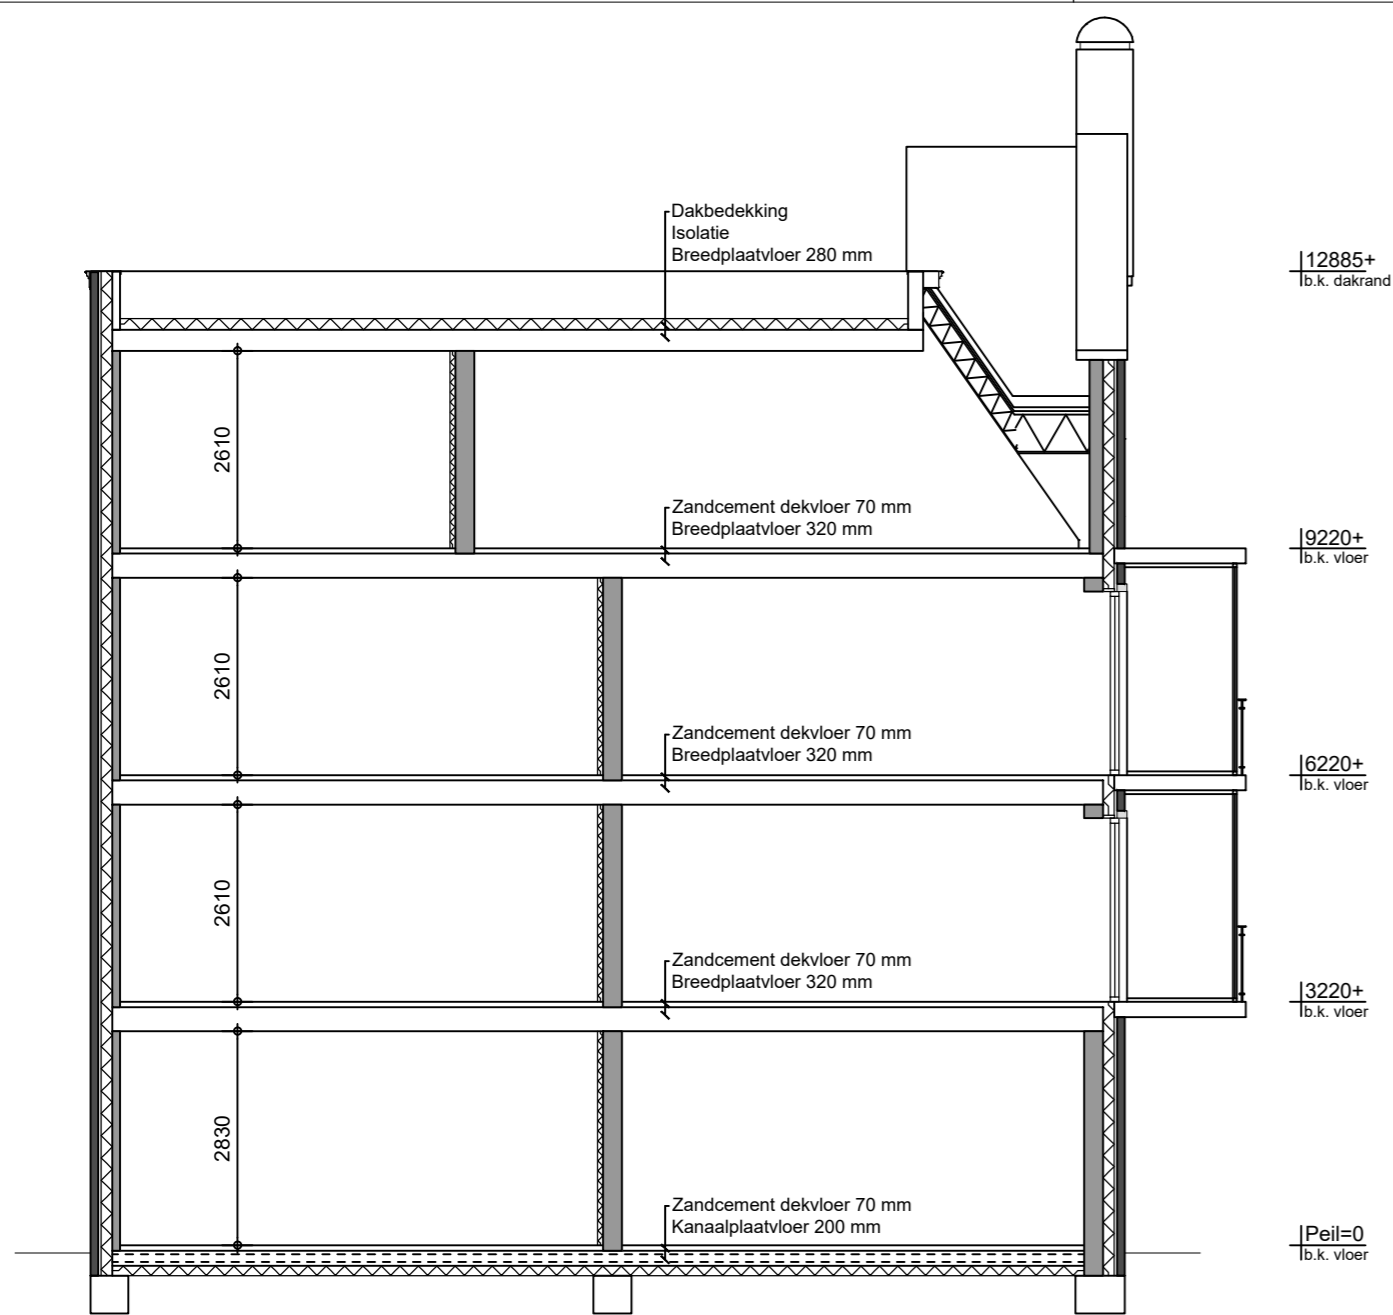 Dakbedekking
Isolatie
Breedplaatvloer 280 mm
12885+
b.k. dakrand
2610
Zandcement dekvloer 70 mm
Breedplaatvloer 320 mm
9220+
b.k. vloer
2610
Zandcement dekvloer 70 mm
Breedplaatvloer 320 mm
6220+
b.k. vloer
2610
Zandcement dekvloer 70 mm
Breedplaatvloer 320 mm
3220+
b.k. vloer
2830
Zandcement dekvloer 70 mm
Kanaalplaatvloer 200 mm
Peil=0
b.k. vloer